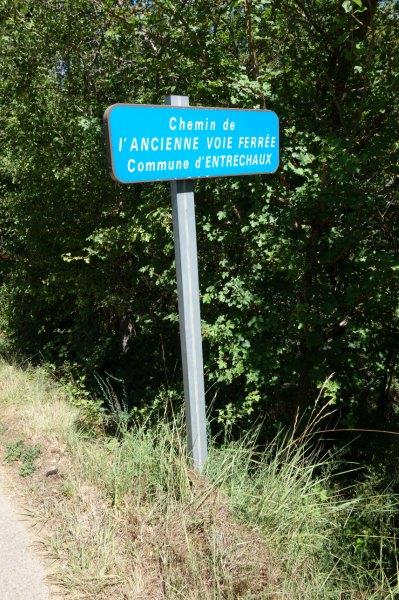 Chemin de
l'ANCIENNE VOIE FERRÉE
Commune d'ENTRECHAUX